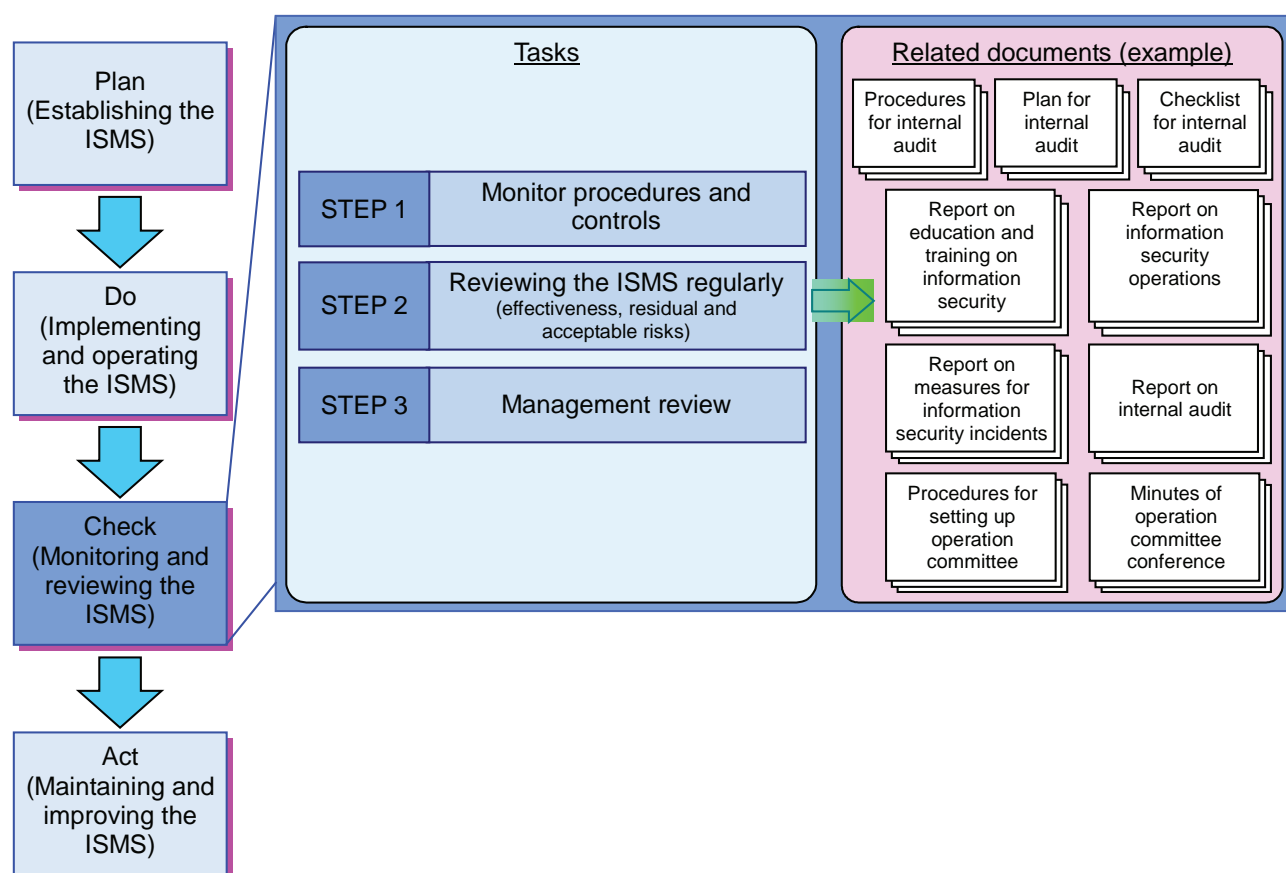 Plan
(Establishing the
ISMS)
Do
(Implementing
and operating
the ISMS)
Check
(Monitoring and
reviewing the
ISMS)
Act
(Maintaining and
improving the
ISMS)
Tasks
STEP 1
Monitor procedures and
controls
STEP 2
Reviewing the ISMS regularly
(effectiveness, residual and
acceptable risks)
STEP 3
Management review
Related documents (example)
Procedures
for internal
audit
Plan for
internal
audit
Checklist
for internal
audit
Report on
education and
training on
information
security
Report on
information
security
operations
Report on
measures for
information
security incidents
Report on
internal audit
Procedures for
setting up
operation
committee
Minutes of
operation
committee
conference